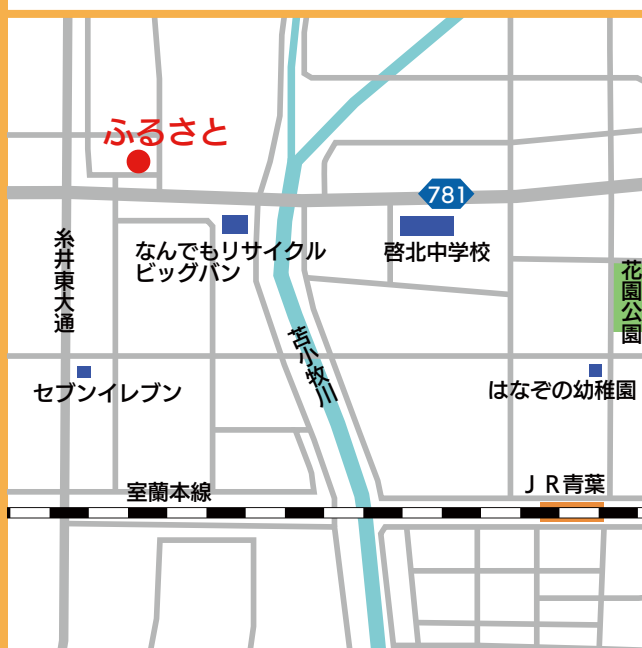 ふるさと
781
糸井東大通
なんでもリサイクル
ビッグバン
啓北中学校
花園公園
苫小牧川
セブンイレブン
はなぞの幼稚園
室蘭本線
ＪＲ青葉